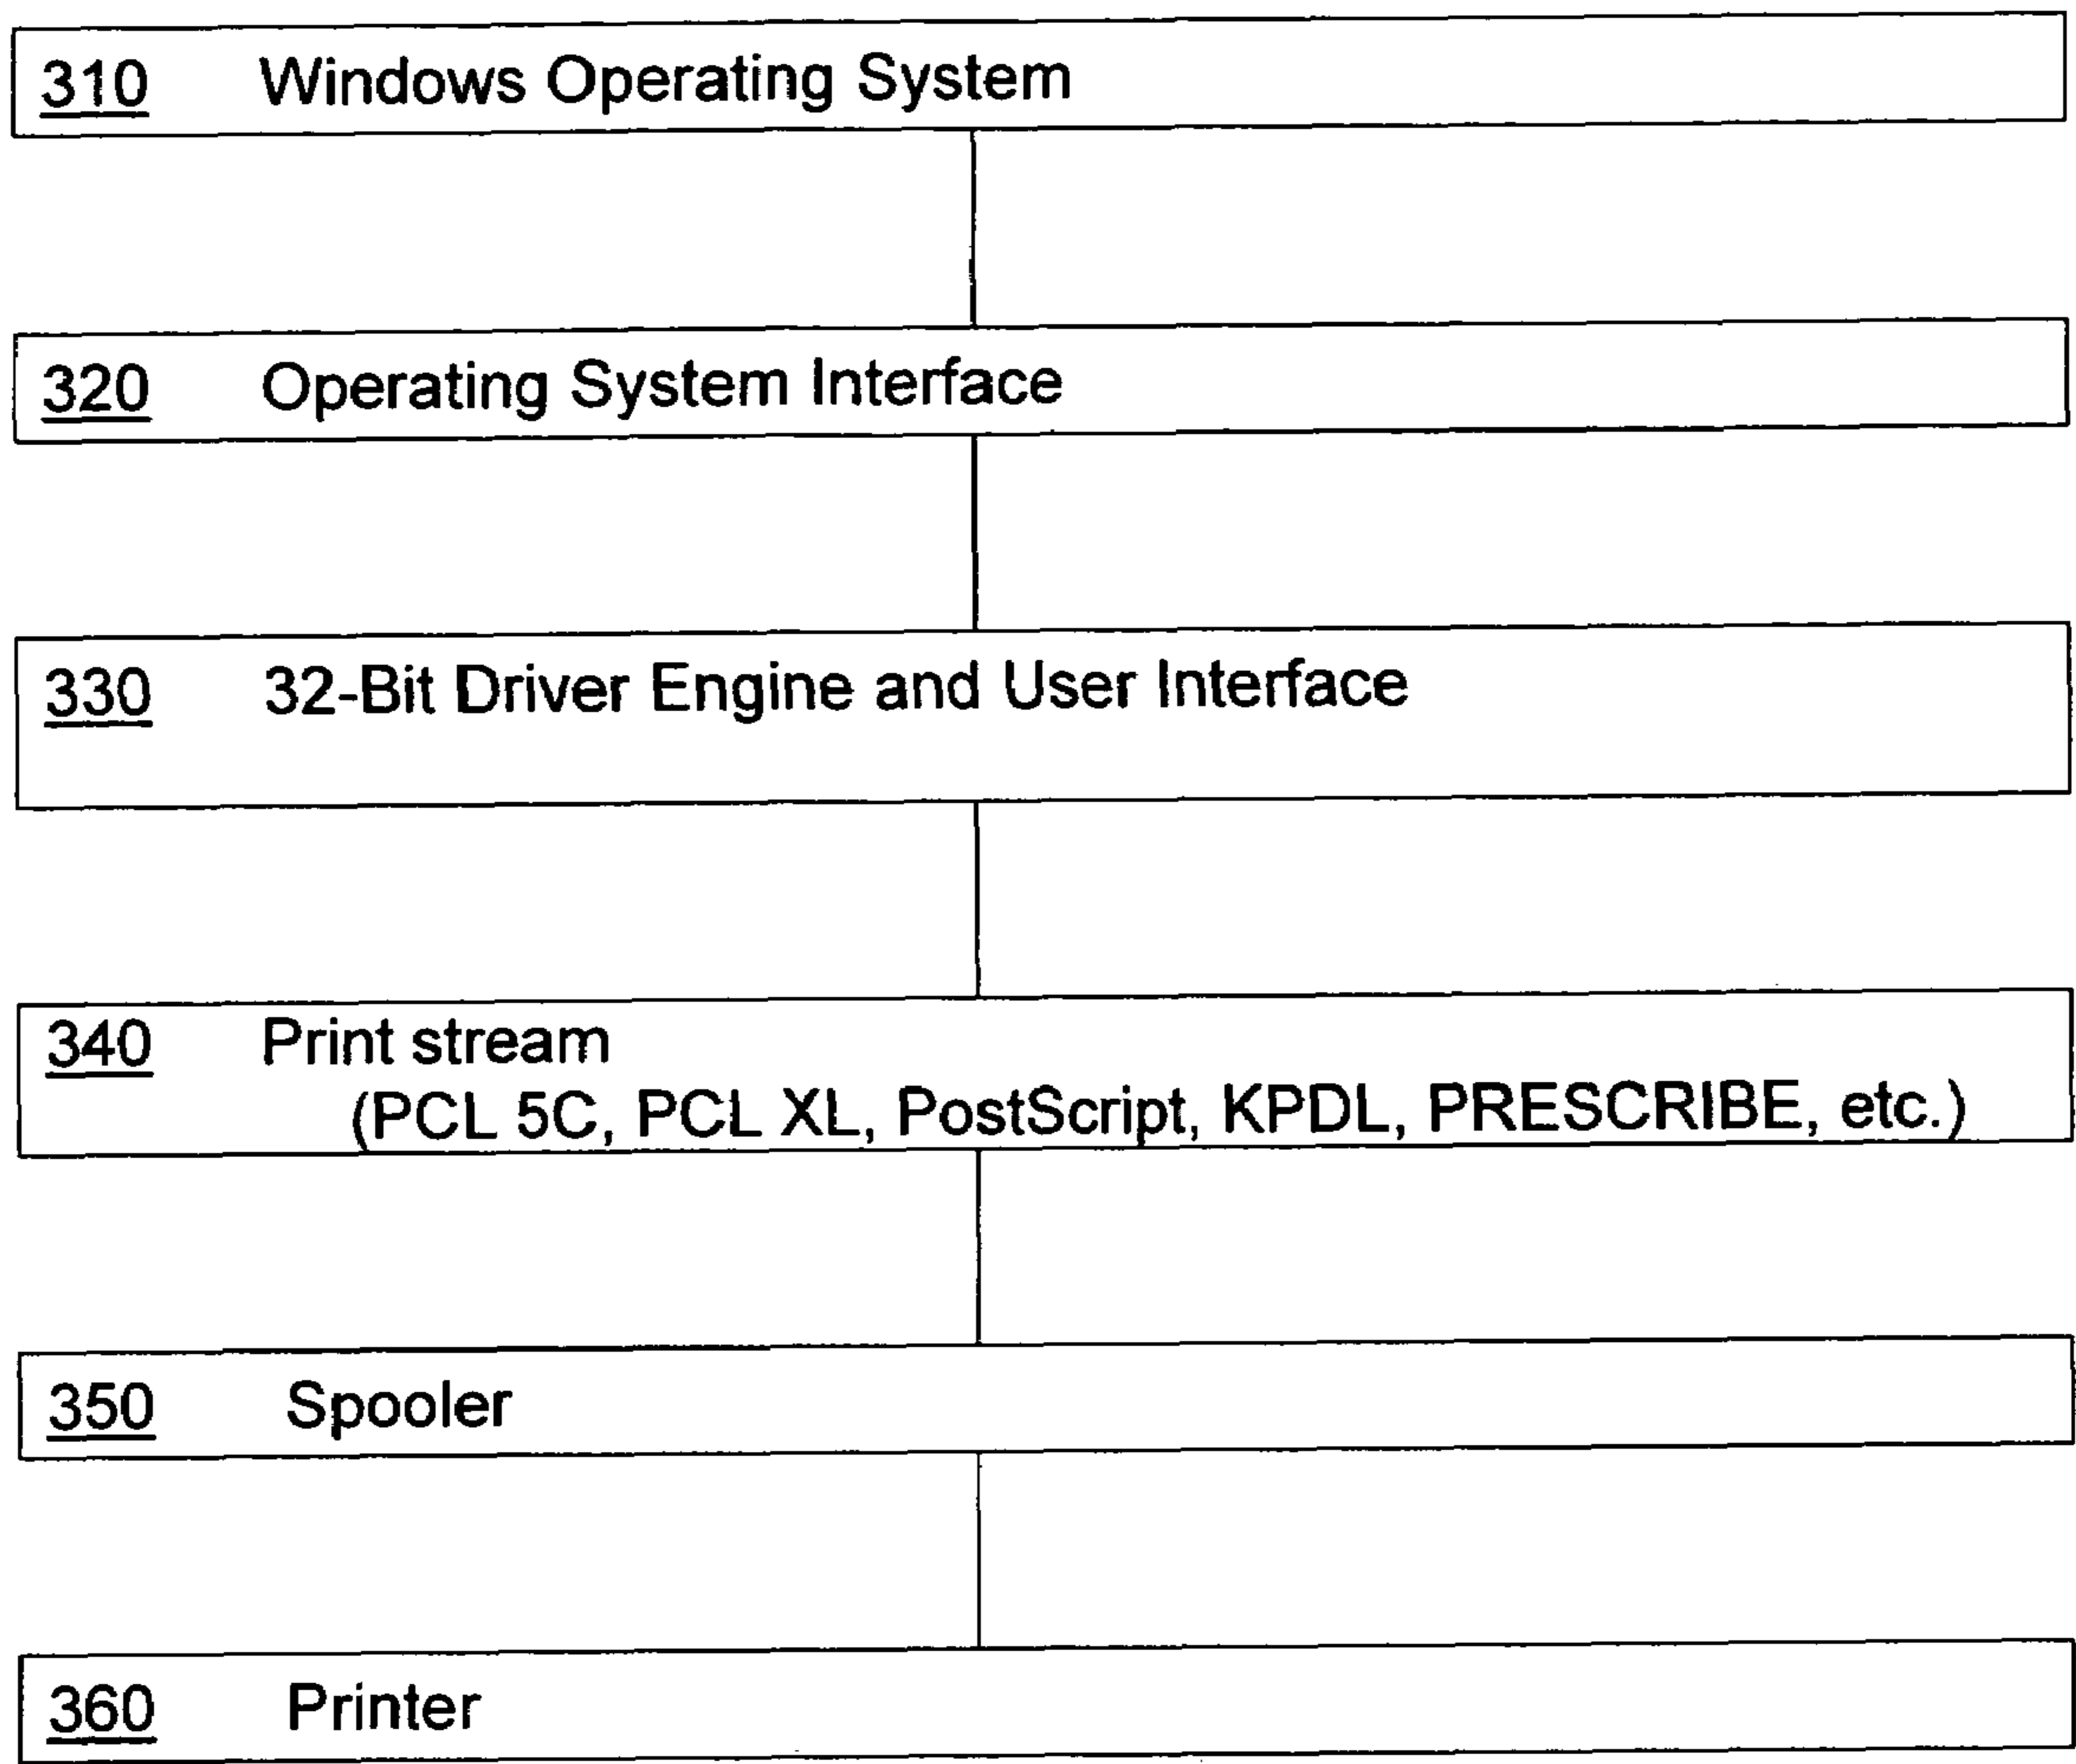 310 Windows Operating System
320 Operating System Interface
330 32-Bit Driver Engine and User Interface
340 Print stream
(PCL 5C, PCL XL, PostScript, KPDL, PRESCRIBE, etc.)
350 Spooler
360 Printer